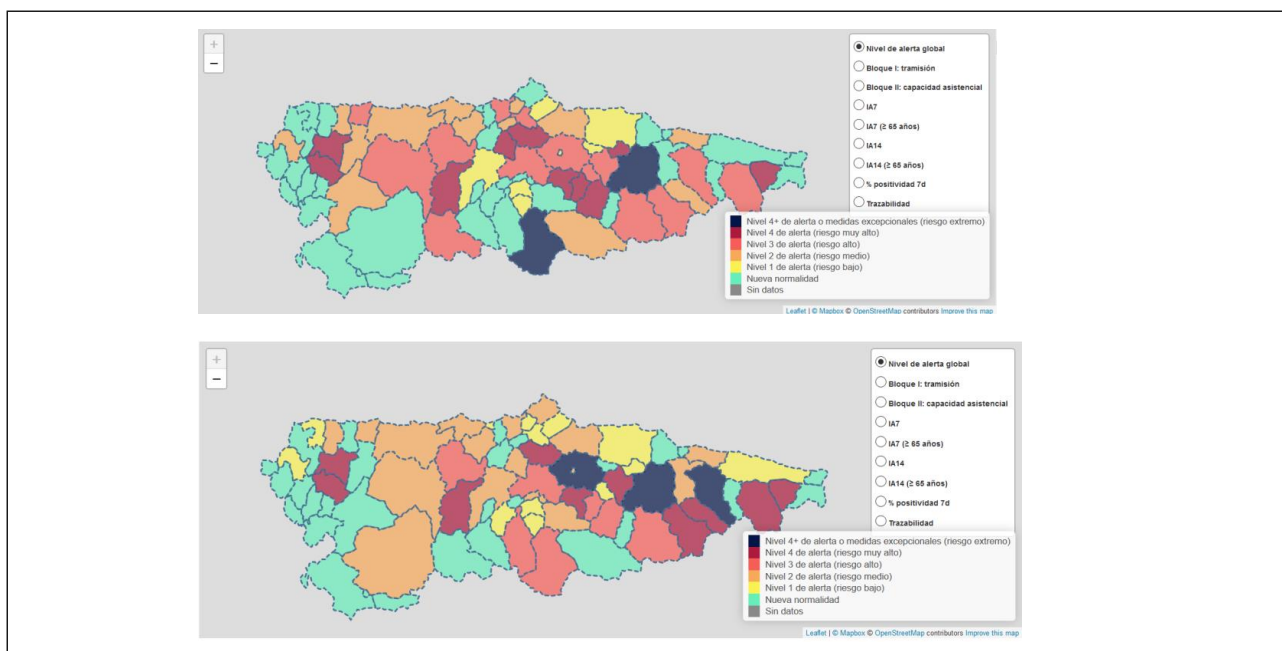 +
−
Nivel de alerta global
Bloque I: tramisión
Bloque II: capacidad asistencial
IA7
IA7 (≥ 65 años)
IA14
IA14 (≥ 65 años)
% positividad 7d
Trazabilidad
Nivel 4+ de alerta o medidas excepcionales (riesgo extremo)
Nivel 4 de alerta (riesgo muy alto)
Nivel 3 de alerta (riesgo alto)
Nivel 2 de alerta (riesgo medio)
Nivel 1 de alerta (riesgo bajo)
Nueva normalidad
Sin datos
Leaflet | © Mapbox © OpenStreetMap contributors Improve this map
+
−
Nivel de alerta global
Bloque I: tramisión
Bloque II: capacidad asistencial
IA7
IA7 (≥ 65 años)
IA14
IA14 (≥ 65 años)
% positividad 7d
Trazabilidad
Nivel 4+ de alerta o medidas excepcionales (riesgo extremo)
Nivel 4 de alerta (riesgo muy alto)
Nivel 3 de alerta (riesgo alto)
Nivel 2 de alerta (riesgo medio)
Nivel 1 de alerta (riesgo bajo)
Nueva normalidad
Sin datos
Leaflet | © Mapbox © OpenStreetMap contributors Improve this map